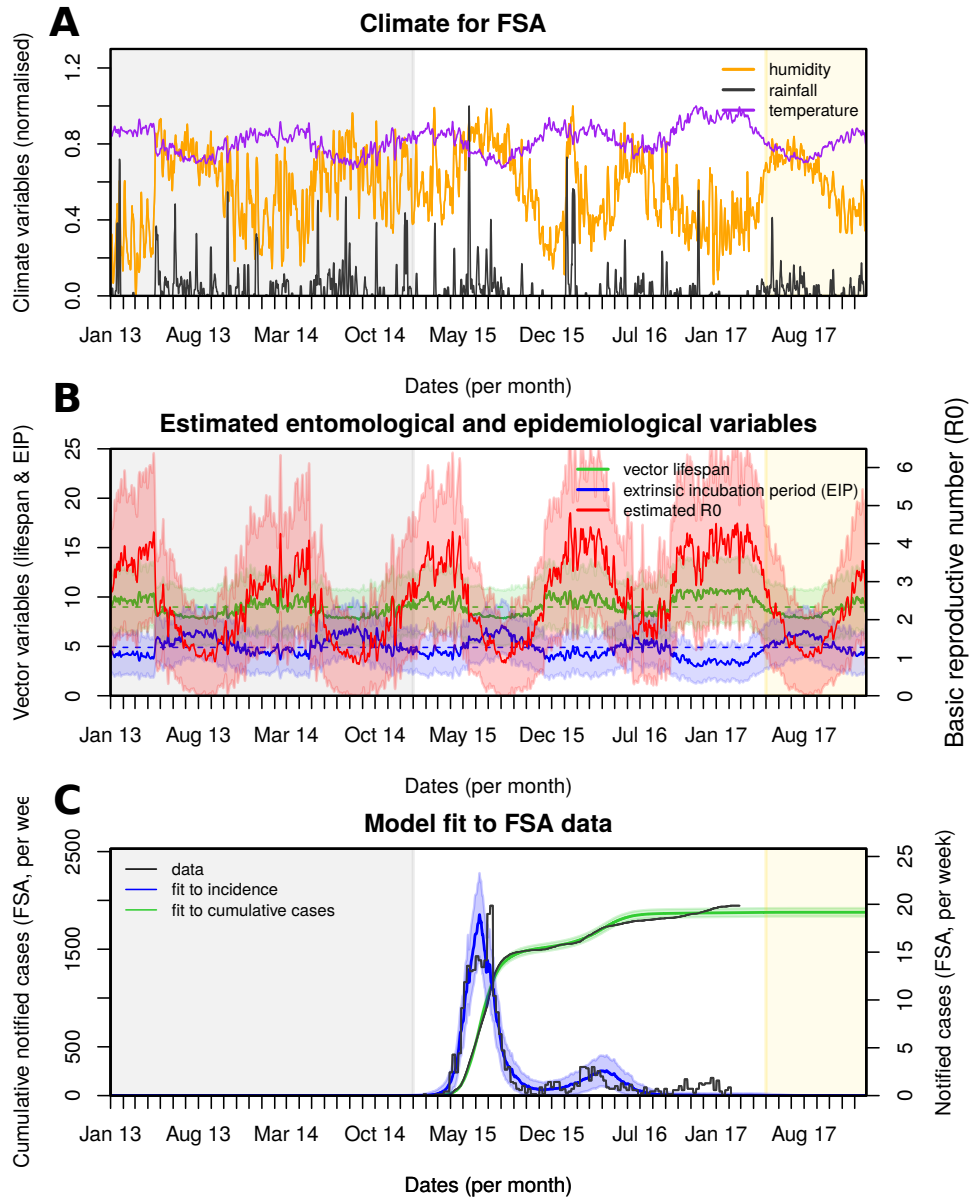 A
Climate for FSA
Climate variables (normalised)
1.2
0.8
0.4
0.0
humidity
rainfall
temperature
Jan 13 Aug 13 Mar 14 Oct 14 May 15 Dec 15 Jul 16 Jan 17 Aug 17
Dates (per month)
B
Estimated entomological and epidemiological variables
Vector variables (lifespan & EIP)
25
20
15
10
5
0
vector lifespan
extrinsic incubation period (EIP)
estimated R0
6
5
4
3
2
1
0
Basic reproductive number (R0)
Jan 13 Aug 13 Mar 14 Oct 14 May 15 Dec 15 Jul 16 Jan 17 Aug 17
Dates (per month)
C
Model fit to FSA data
Cumulative notified cases (FSA, per wee
2500
1500
500
0
data
fit to incidence
fit to cumulative cases
25
20
15
10
5
0
Notified cases (FSA, per week)
Jan 13 Aug 13 Mar 14 Oct 14 May 15 Dec 15 Jul 16 Jan 17 Aug 17
Dates (per month)